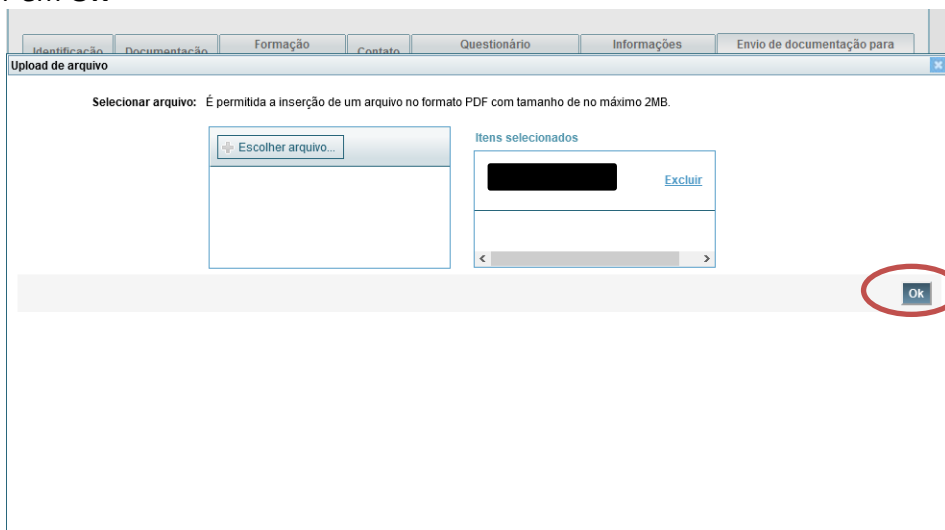 Formação
Questionário
Informações
Envio de documentação para
Identificação
Documentação
Contato
Upload de arquivo
Selecionar arquivo: É permitida a inserção de um arquivo no formato PDF com tamanho de no máximo 2MB.
Itens selecionados
Escolher arquivo...
Excluir
Ok